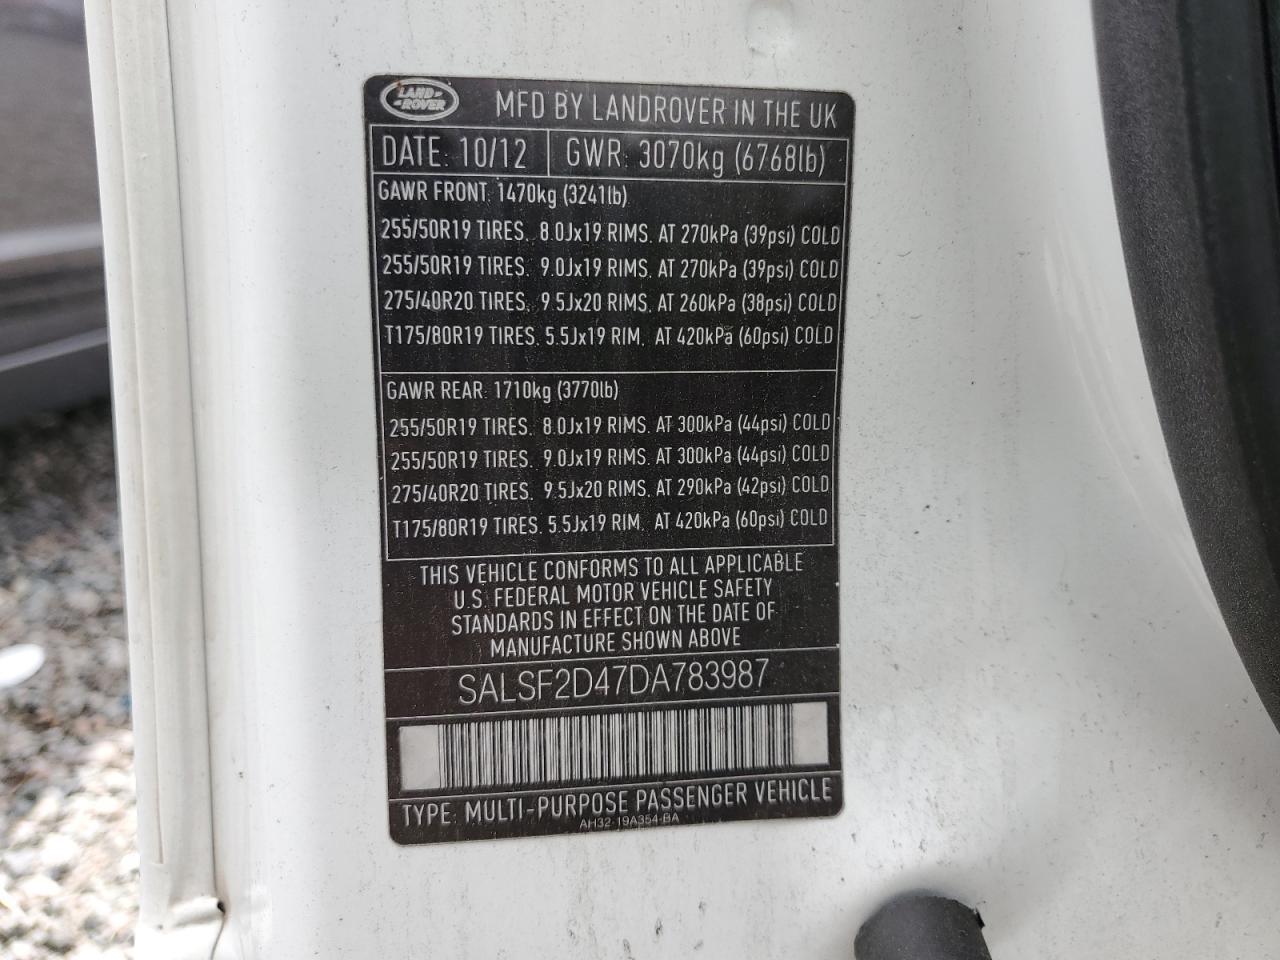 LAND
ROVER
MFD BY LANDROVER IN THE UK
DATE: 10/12 GWR: 3070kg (6768lb)
GAWR FRONT: 1470kg (3241lb)
255/50R19 TIRES. 8.0Jx19 RIMS. AT 270kPa (39psi) COLD
255/50R19 TIRES. 9.0Jx19 RIMS. AT 270kPa (39psi) COLD
275/40R20 TIRES. 9.5Jx20 RIMS. AT 260kPa (38psi) COLD
T175/80R19 TIRES. 5.5Jx19 RIM. AT 420kPa (60psi) COLD
GAWR REAR: 1710kg (3770lb)
255/50R19 TIRES. 8.0Jx19 RIMS. AT 300kPa (44psi) COLD
255/50R19 TIRES. 9.0Jx19 RIMS. AT 300kPa (44psi) COLD
275/40R20 TIRES. 9.5Jx20 RIMS. AT 290kPa (42psi) COLD
T175/80R19 TIRES. 5.5Jx19 RIM. AT 420kPa (60psi) COLD
THIS VEHICLE CONFORMS TO ALL APPLICABLE
U.S. FEDERAL MOTOR VEHICLE SAFETY
STANDARDS IN EFFECT ON THE DATE OF
MANUFACTURE SHOWN ABOVE
SALSF2D47DA783987
TYPE: MULTI-PURPOSE PASSENGER VEHICLE
AH32-19A354-BA